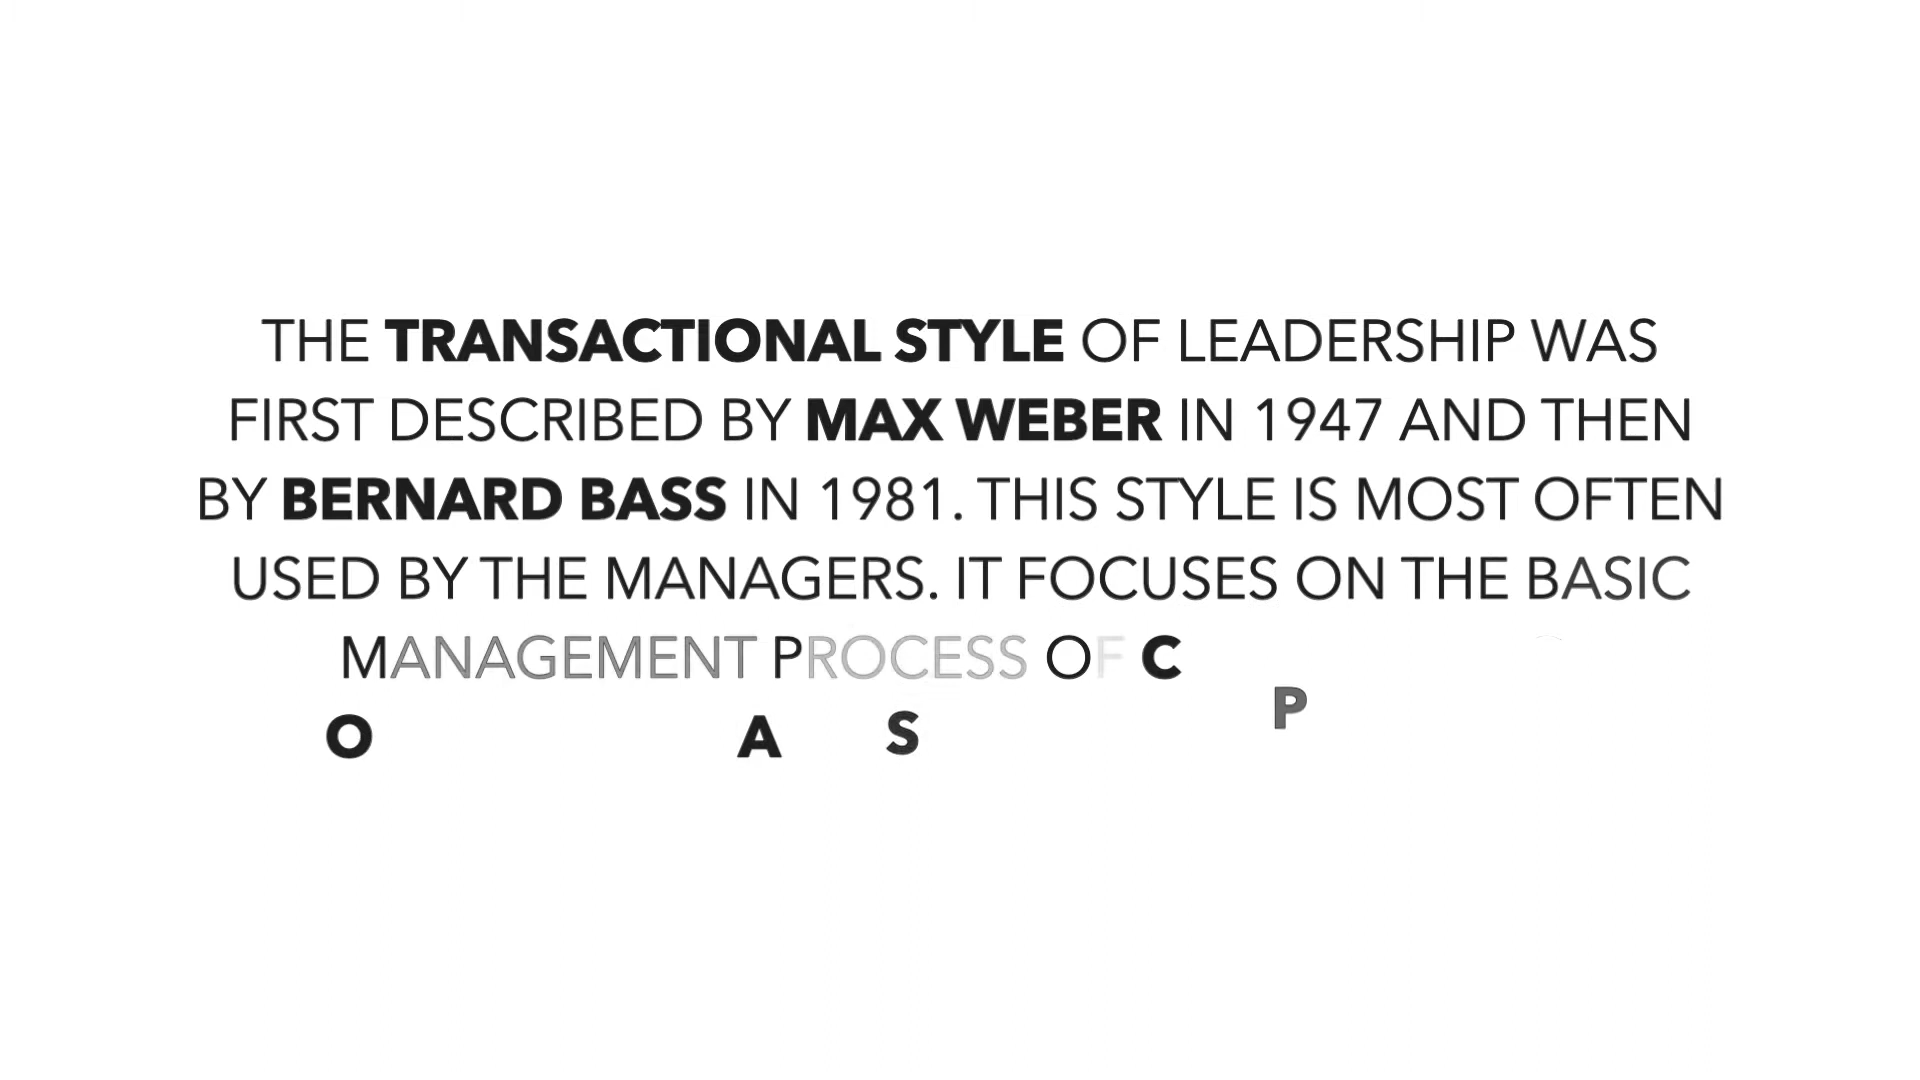 THE TRANSACTIONAL STYLE OF LEADERSHIP WAS
FIRST DESCRIBED BY MAX WEBER IN 1947 AND THEN
BY BERNARD BASS IN 1981. THIS STYLE IS MOST OFTEN
USED BY THE MANAGERS. IT FOCUSES ON THE BASIC
MANAGEMENT PROCESS OF C
P
O A S